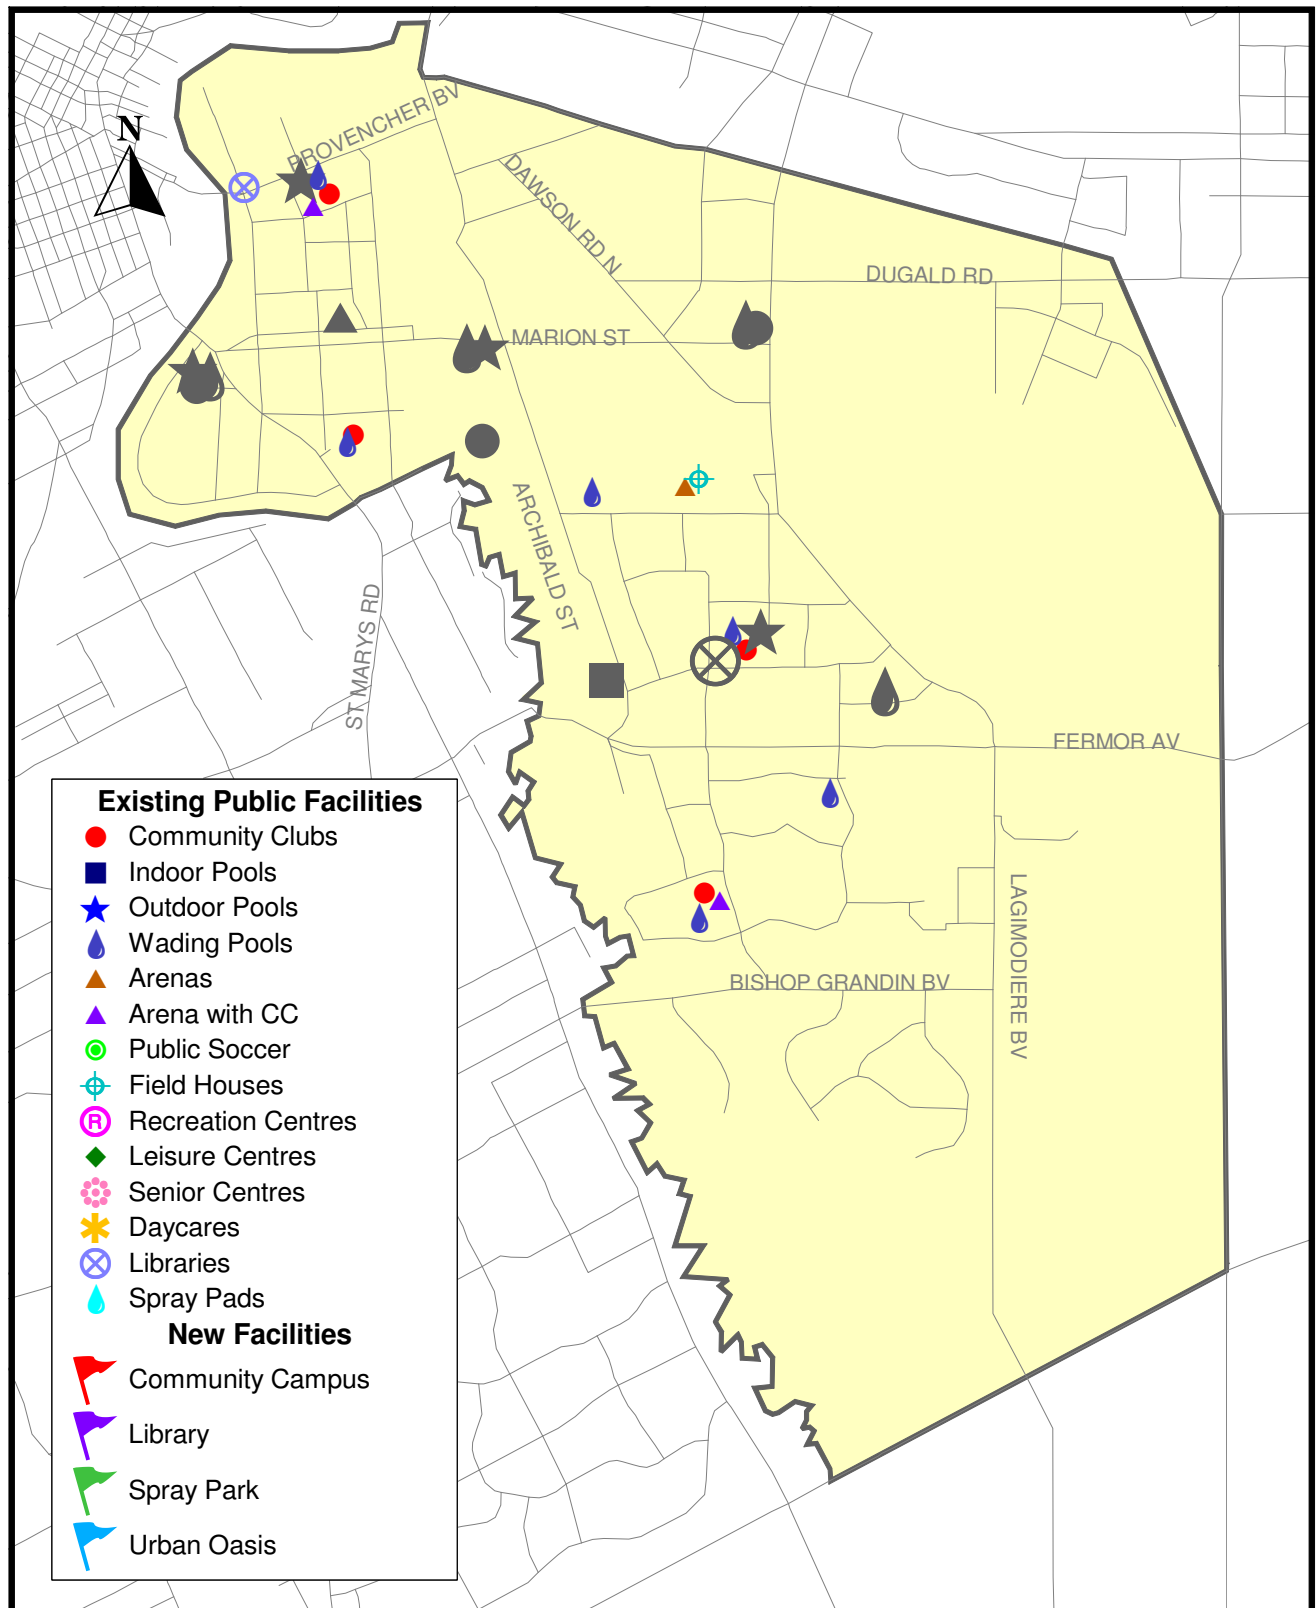 PROVENCHER BV
N
DAWSON RD N
DUGALD RD
MARION ST
ARCHIBALD ST
ST MARYS RD
FERMOR AV
LAGIMODIERE BV
BISHOP GRANDIN BV
Existing Public Facilities
Community Clubs
Indoor Pools
Outdoor Pools
Wading Pools
Arenas
Arena with CC
Public Soccer
Field Houses
R Recreation Centres
Leisure Centres
Senior Centres
Daycares
Libraries
Spray Pads
New Facilities
Community Campus
Library
Spray Park
Urban Oasis